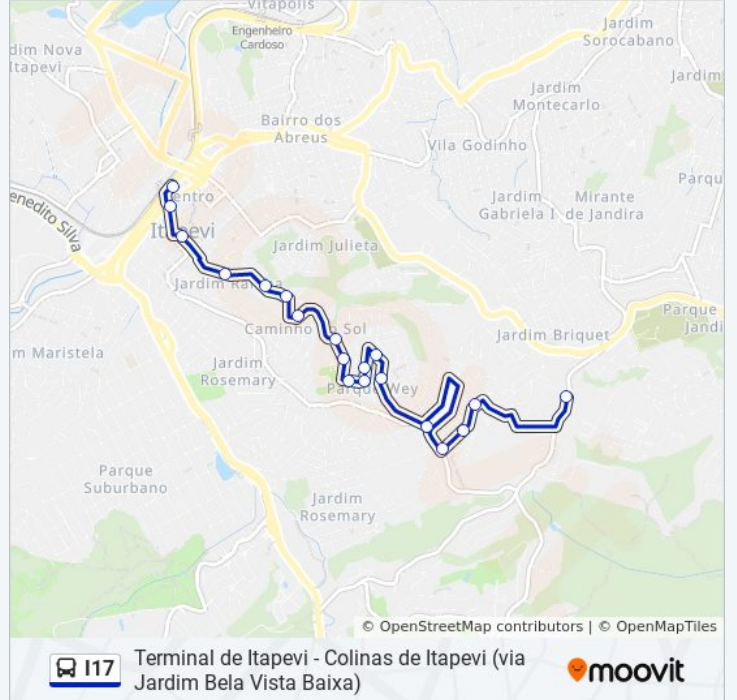 Vitápolis
Engenheiro
Cardoso
Jardim
Sorocabano
dim Nova
Itapevi
Jardim
Jardim
Montecarlo
Bairro dos
Abreus
Vila Godinho
Parqu
Centro
Jardim
Gabriela I
Mirante
de Jandira
enedito Silva
Itapevi
Jardim Julieta
Jardim Ra
Parque
Jandi
Caminho do Sol
Jardim Briquet
m Maristela
Jardim
Rosemary
Parque Wey
Parque
Suburbano
Jardim
Rosemary
© OpenStreetMap contributors | © OpenMapTiles
I17
Terminal de Itapevi - Colinas de Itapevi (via
Jardim Bela Vista Baixa)
moovit